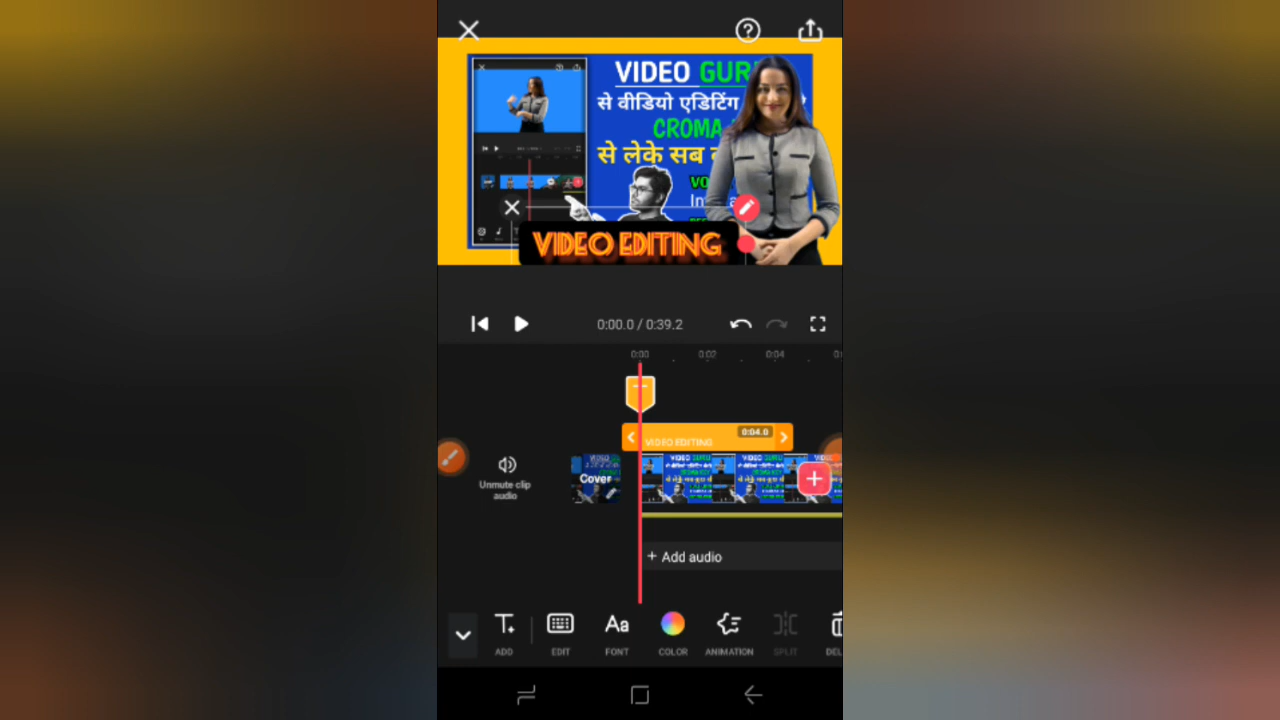 VIDEO GURU
से वीडियो एडिटिंग
CROMA
से लेके सब
VIDEO EDITING
0:00.0 / 0:39.2
0:00 0:02 0:04
0:04.0
VIDEO EDITING
Unmute clip
audio
Cover
+ Add audio
ADD EDIT FONT COLOR ANIMATION SPLIT